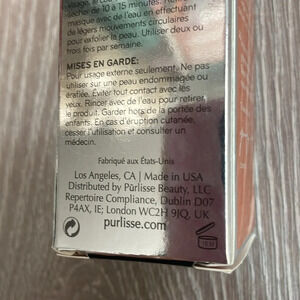 visage. 
sèche de 10 à 15 minutes. Retirer
masque avec de l'eau en effectuant
de légers mouvements circulaires
pour exfolier la peau. Utiliser deux ou
trois fois par semaine.
MISES EN GARDE:
Pour usage externe seulement. Ne pas
utiliser sur une peau endommagée ou
irritée. Éviter tout contact avec les
yeux. Rincer avec de l'eau pour retirer
le produit. Garder hors de la portée des
enfants. En cas d'éruption cutanée,
cesser l'utilisation et consulter un
médecin.
Fabriqué aux États-Unis
Los Angeles, CA | Made in USA
Distributed by Pūrlisse Beauty, LLC
Repertoire Compliance, Dublin D07
P4AX, IE; London WC2H 9JQ, UK
purlisse.com